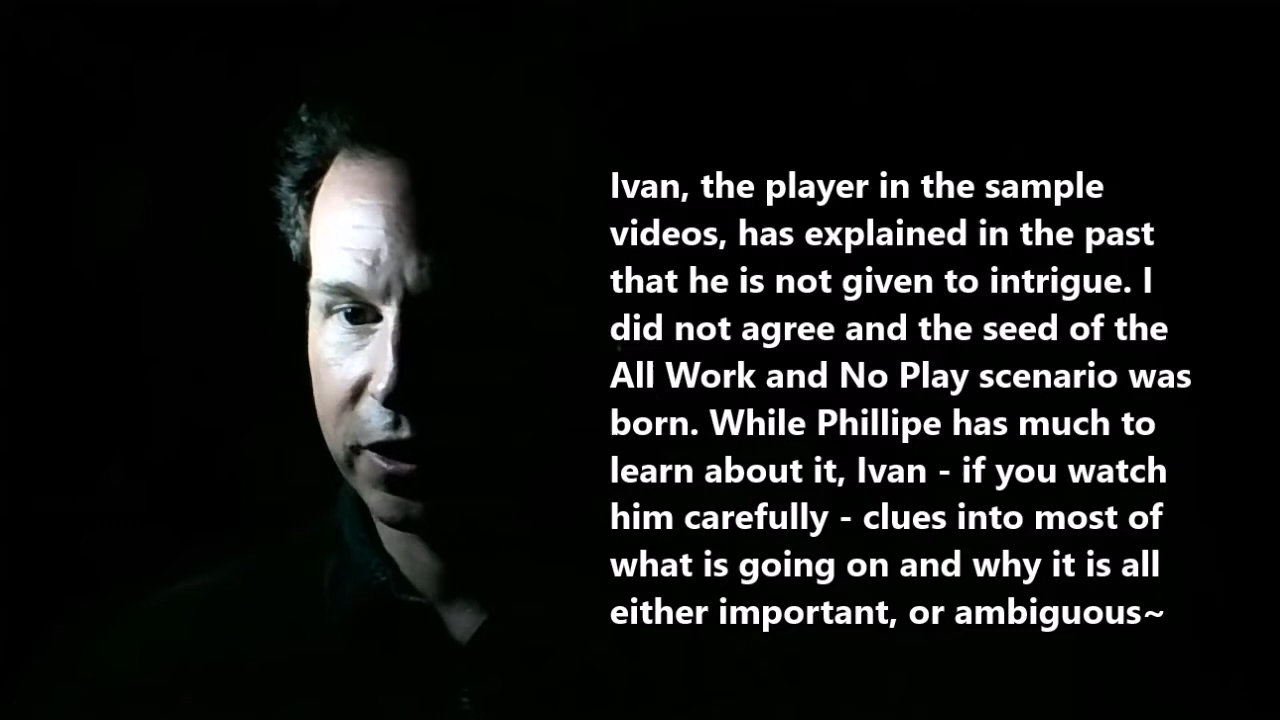 Ivan, the player in the sample
videos, has explained in the past
that he is not given to intrigue. I
did not agree and the seed of the
All Work and No Play scenario was
born. While Phillipe has much to
learn about it, Ivan - if you watch
him carefully - clues into most of
what is going on and why it is all
either important, or ambiguous~